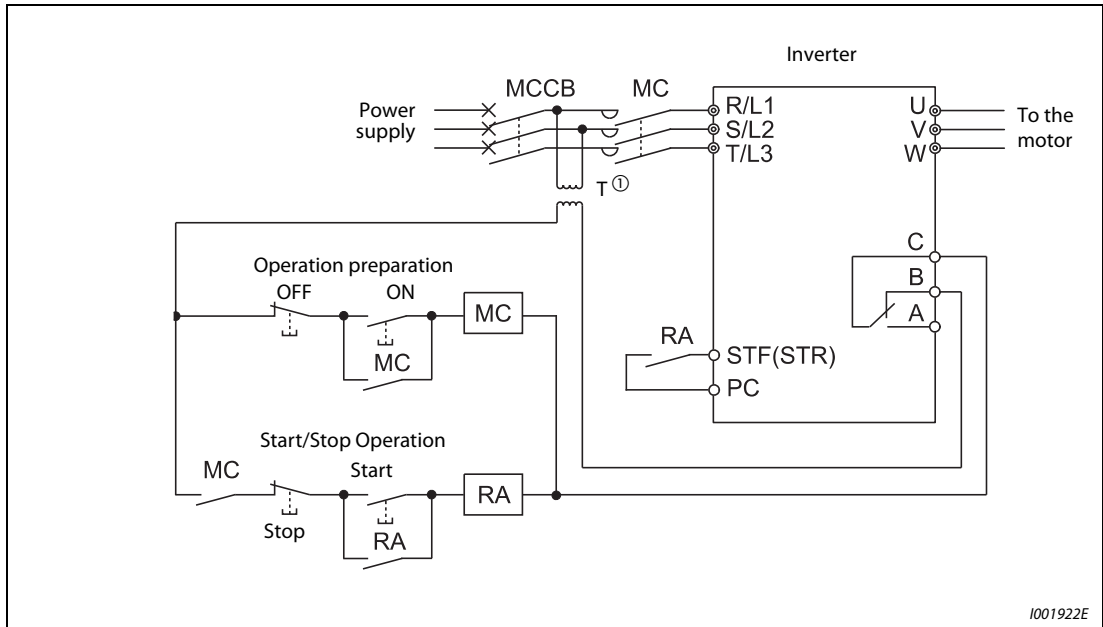 Inverter
MCCB
MC
Power
supply
R/L1
S/L2
T/L3
U
V
W
To the
motor
T ①
C
B
A
Operation preparation
OFF
ON
MC
MC
RA
STF(STR)
PC
Start/Stop Operation
MC
Start
RA
Stop
RA
I001922E